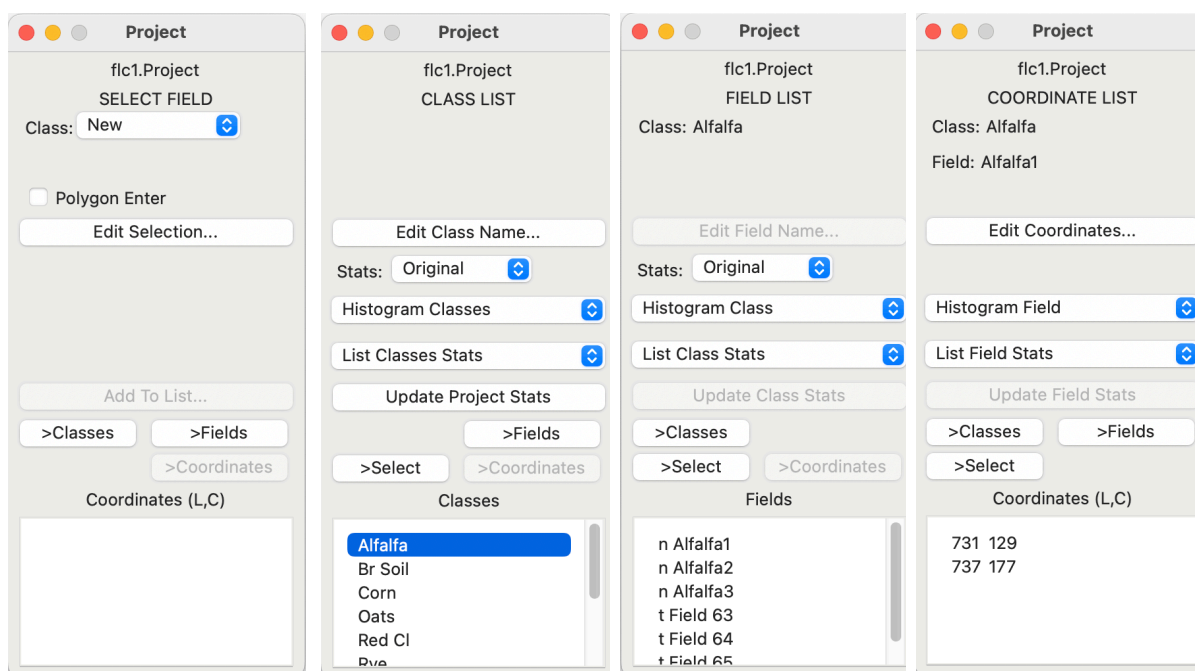 Project
flc1.Project
SELECT FIELD
Class: New
Polygon Enter
Edit Selection...
Add To List...
>Classes >Fields
>Coordinates
Coordinates (L,C)
Project
flc1.Project
CLASS LIST
Edit Class Name...
Stats: Original
Histogram Classes
List Classes Stats
Update Project Stats
>Fields
>Select >Coordinates
Classes
Alfalfa
Br Soil
Corn
Oats
Red Cl
Rye
Project
flc1.Project
FIELD LIST
Class: Alfalfa
Edit Field Name...
Stats: Original
Histogram Class
List Class Stats
Update Class Stats
>Classes
>Select >Coordinates
Fields
n Alfalfa1
n Alfalfa2
n Alfalfa3
t Field 63
t Field 64
t Field 65
Project
flc1.Project
COORDINATE LIST
Class: Alfalfa
Field: Alfalfa1
Edit Coordinates...
Histogram Field
List Field Stats
Update Field Stats
>Classes >Fields
>Select
Coordinates (L,C)
731 129
737 177